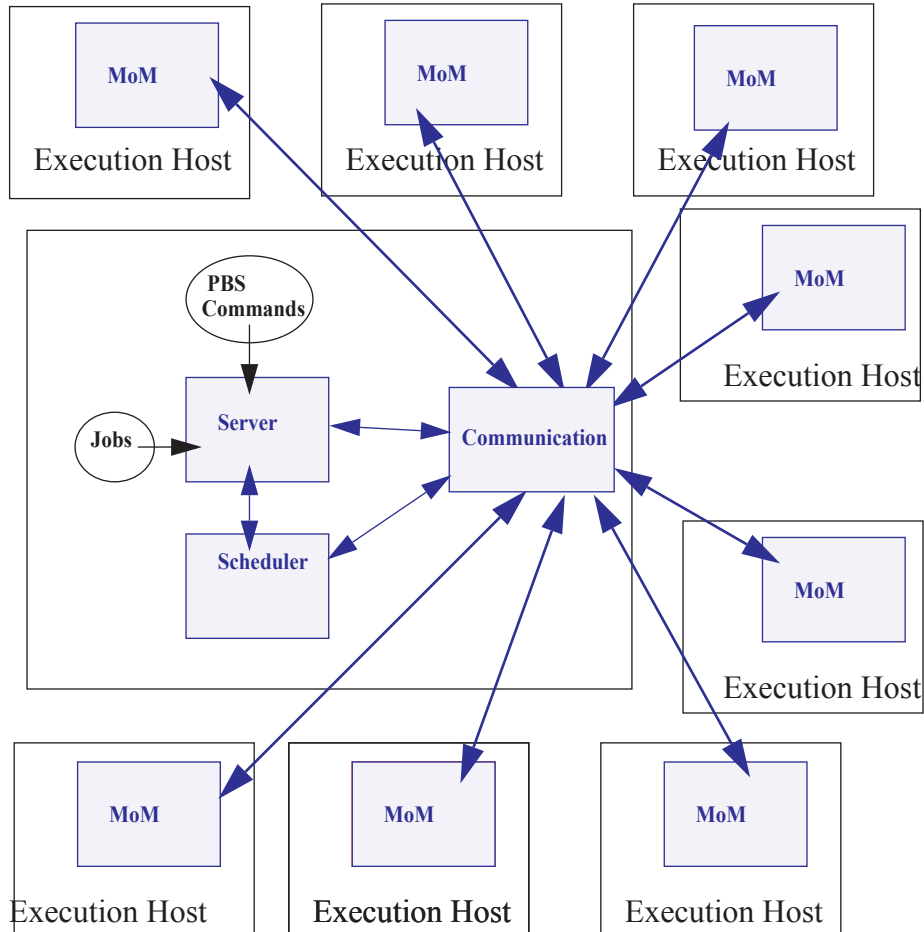 MoM
Execution Host
MoM
Execution Host
MoM
Execution Host
MoM
Execution Host
PBS
Commands
Server
Jobs
Communication
Scheduler
MoM
Execution Host
MoM
Execution Host
MoM
Execution Host
MoM
Execution Host